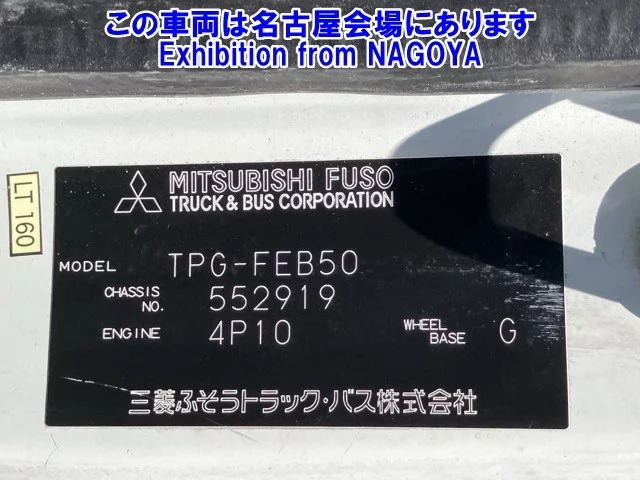 この車両は名古屋会場にあります
Exhibition from NAGOYA
LT 160
MITSUBISHI FUSO
TRUCK & BUS CORPORATION
MODEL TPG-FEB50
CHASSIS NO. 552919
ENGINE 4P10 WHEEL BASE G
三菱ふそうトラック・バス株式会社